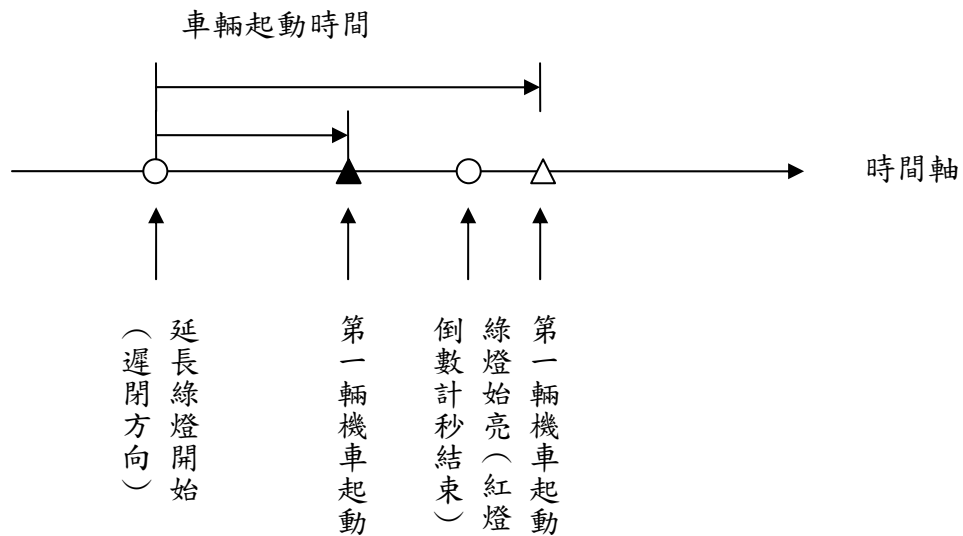 車輛起動時間
時間軸
延長綠燈開始
（遲閉方向）
第一輛機車起動
綠燈始亮（紅燈
倒數計秒結束）
第一輛機車起動